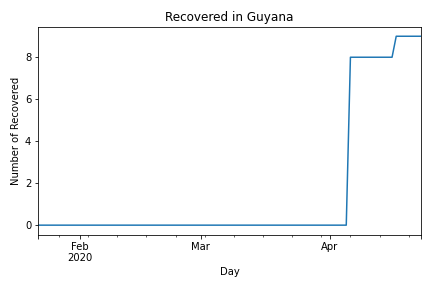 Recovered in Guyana
Number of Recovered
8
6
4
2
0
Feb
2020
Mar
Apr
Day